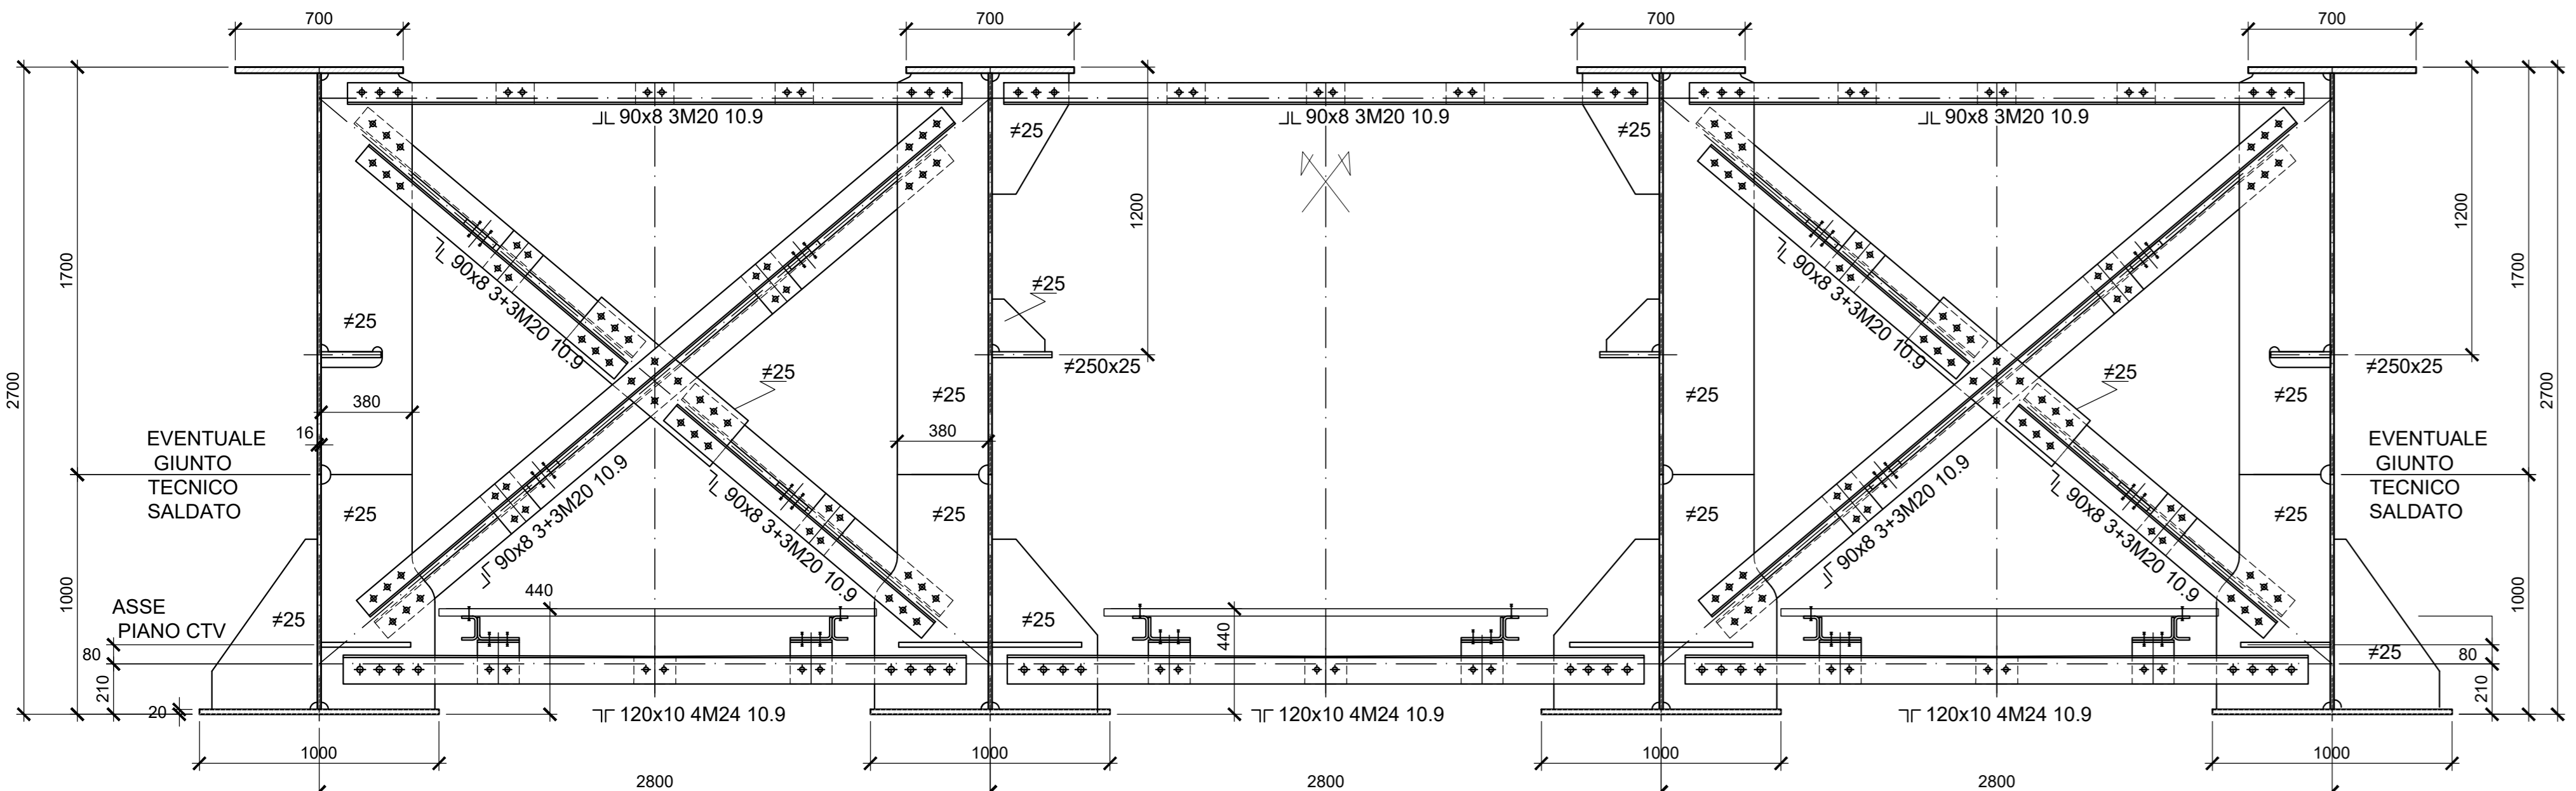 700
700
700
700
⅃L 90x8 3M20 10.9
⅃L 90x8 3M20 10.9
⅃L 90x8 3M20 10.9
≠25
≠25
1200
1200
2700
1700
1700
2700
⅂L 90x8 3+3M20 10.9
⅂L 90x8 3+3M20 10.9
≠25
≠25
≠250x25
≠250x25
≠25
≠25
380
≠25
≠25
≠25
16
380
EVENTUALE
GIUNTO
TECNICO
SALDATO
EVENTUALE
GIUNTO
TECNICO
SALDATO
≠25
≠25
≠25
≠25
⅃Γ 90x8 3+3M20 10.9
⅂L 90x8 3+3M20 10.9
⅃Γ 90x8 3+3M20 10.9
⅂L 90x8 3+3M20 10.9
1000
1000
440
440
ASSE
PIANO CTV
≠25
≠25
≠25
80
80
210
210
20
⅂Γ 120x10 4M24 10.9
⅂Γ 120x10 4M24 10.9
⅂Γ 120x10 4M24 10.9
1000
1000
1000
1000
2800
2800
2800